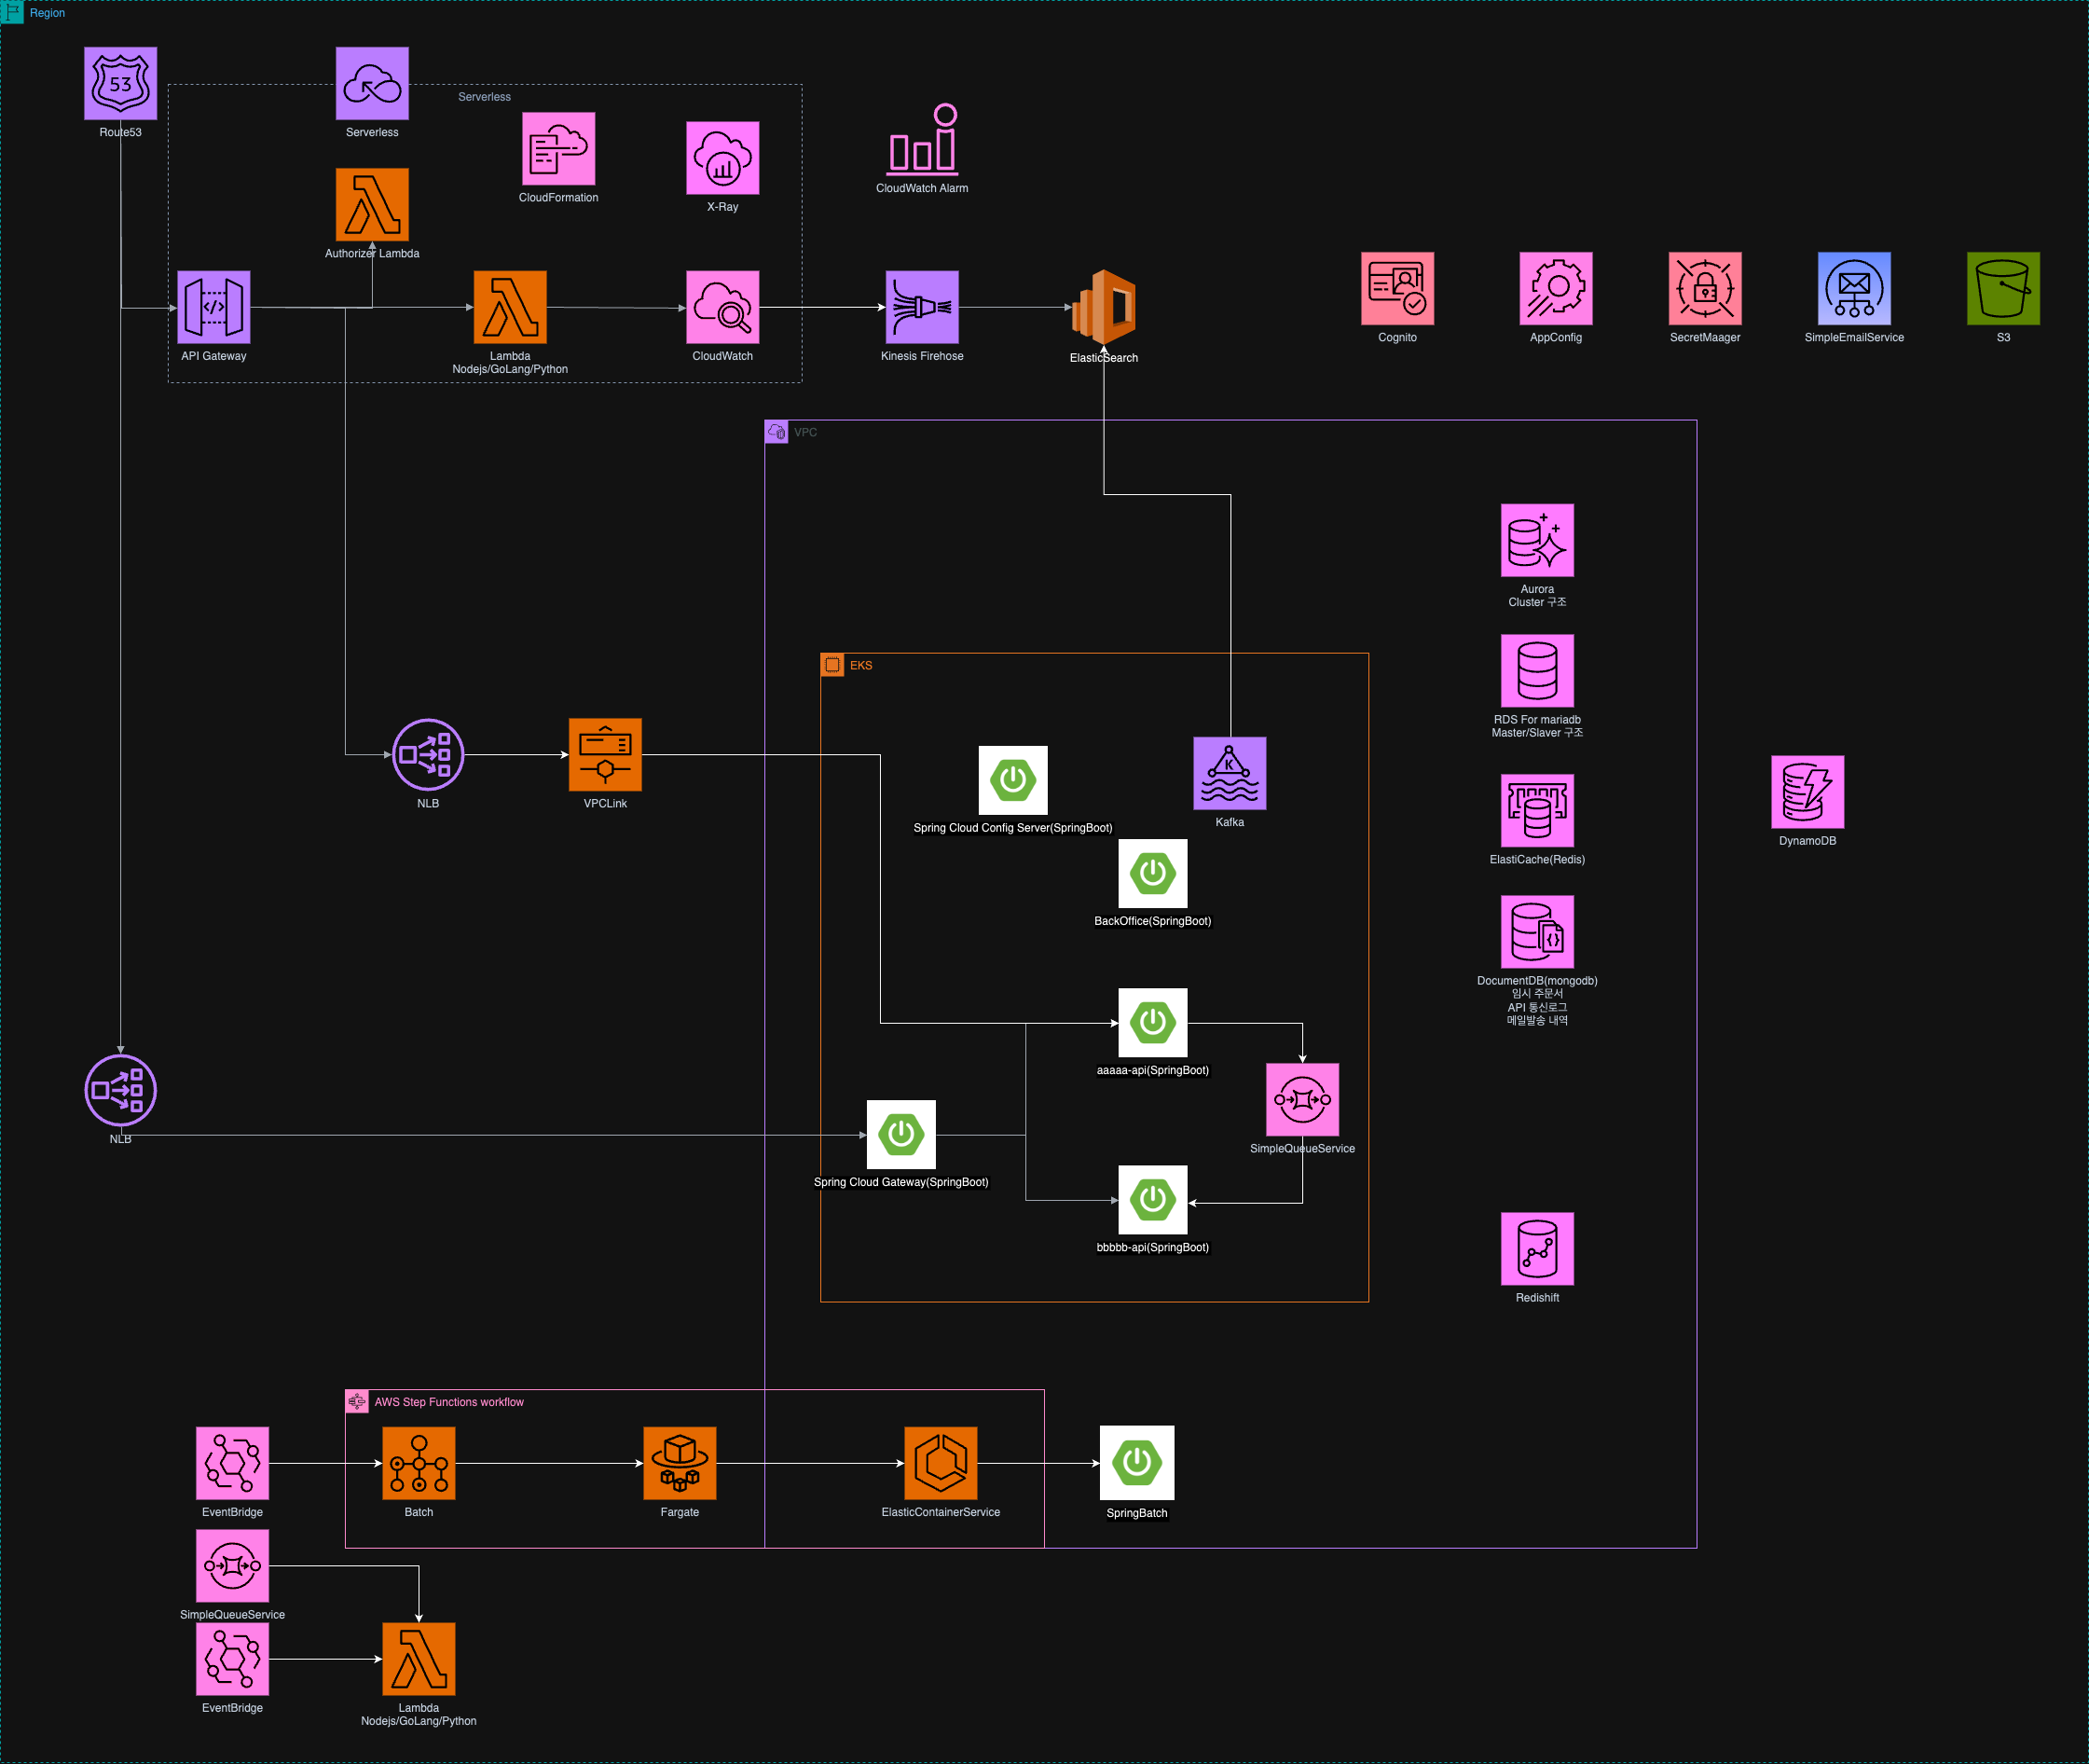 Region
53
Route53
Serverless
Serverless
CloudFormation
X-Ray
CloudWatch Alarm
Authorizer Lambda
API Gateway
Lambda
Nodejs/GoLang/Python
CloudWatch
Kinesis Firehose
ElasticSearch
Cognito
AppConfig
SecretMaager
SimpleEmailService
S3
VPC
Aurora
Cluster 구조
EKS
RDS For mariadb
Master/Slaver 구조
NLB
VPCLink
Spring Cloud Config Server(SpringBoot)
K
Kafka
DynamoDB
ElastiCache(Redis)
BackOffice(SpringBoot)
DocumentDB(mongodb)
임시 주문서
API 통신로그
메일발송 내역
aaaaa-api(SpringBoot)
NLB
SimpleQueueService
Spring Cloud Gateway(SpringBoot)
bbbbb-api(SpringBoot)
Redishift
AWS Step Functions workflow
EventBridge
Batch
Fargate
ElasticContainerService
SpringBatch
SimpleQueueService
EventBridge
Lambda
Nodejs/GoLang/Python